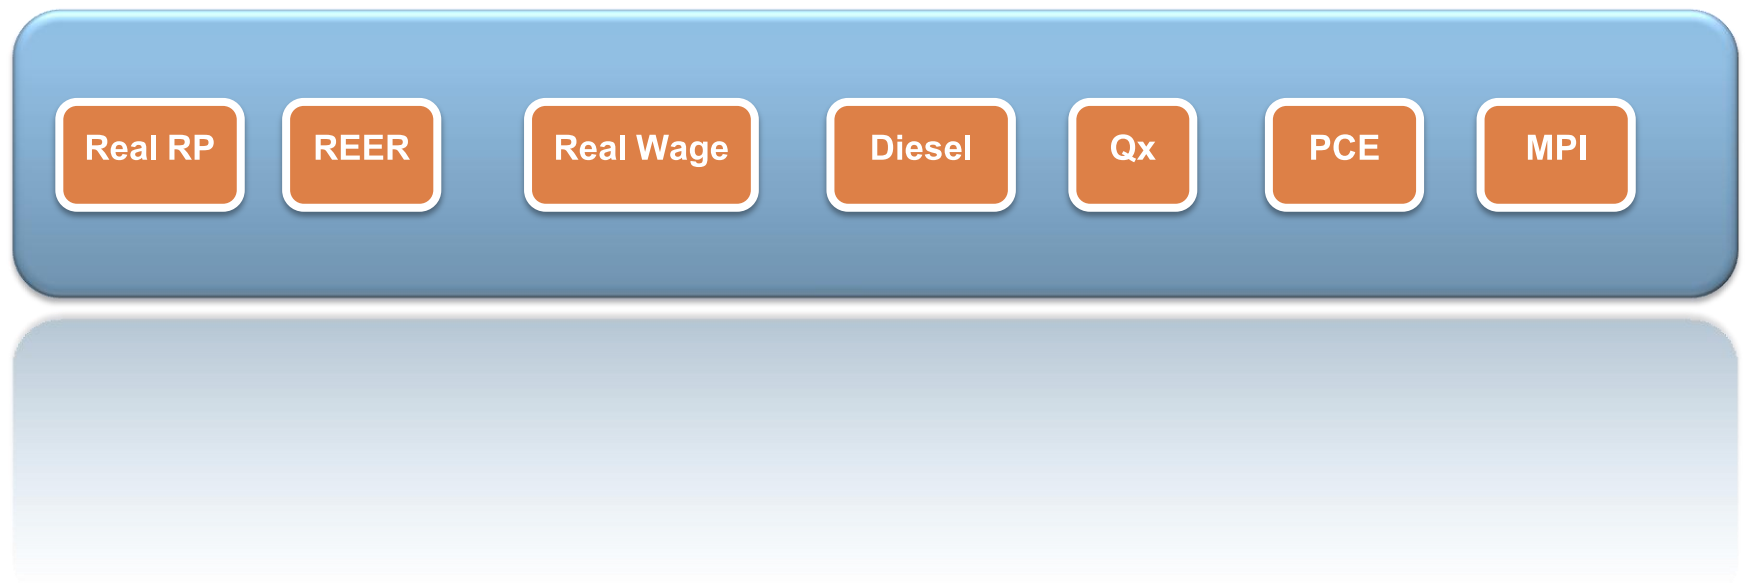 Real RP
REER
Real Wage
Diesel
Qx
PCE
MPI